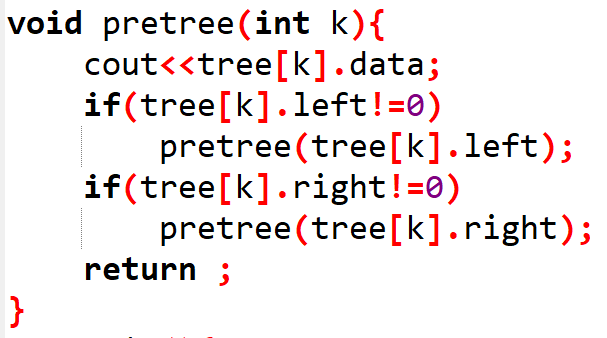 void pretree(int k){
cout<<tree[k].data;
if(tree[k].left!=0)
pretree(tree[k].left);
if(tree[k].right!=0)
pretree(tree[k].right);
return ;
}